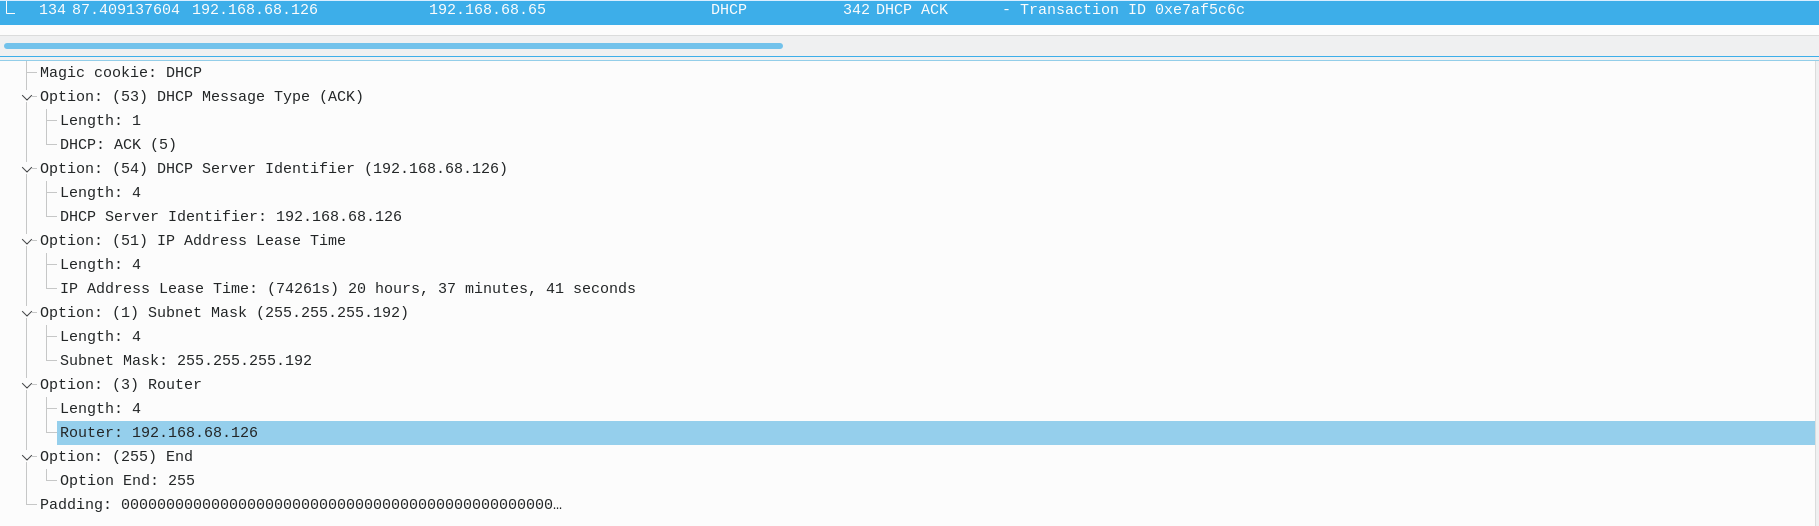 134 87.409137604 192.168.68.126 192.168.68.65 DHCP 342 DHCP ACK - Transaction ID 0xe7af5c6c
Magic cookie: DHCP
Option: (53) DHCP Message Type (ACK)
Length: 1
DHCP: ACK (5)
Option: (54) DHCP Server Identifier (192.168.68.126)
Length: 4
DHCP Server Identifier: 192.168.68.126
Option: (51) IP Address Lease Time
Length: 4
IP Address Lease Time: (74261s) 20 hours, 37 minutes, 41 seconds
Option: (1) Subnet Mask (255.255.255.192)
Length: 4
Subnet Mask: 255.255.255.192
Option: (3) Router
Length: 4
Router: 192.168.68.126
Option: (255) End
Option End: 255
Padding: 000000000000000000000000000000000000000000000000…